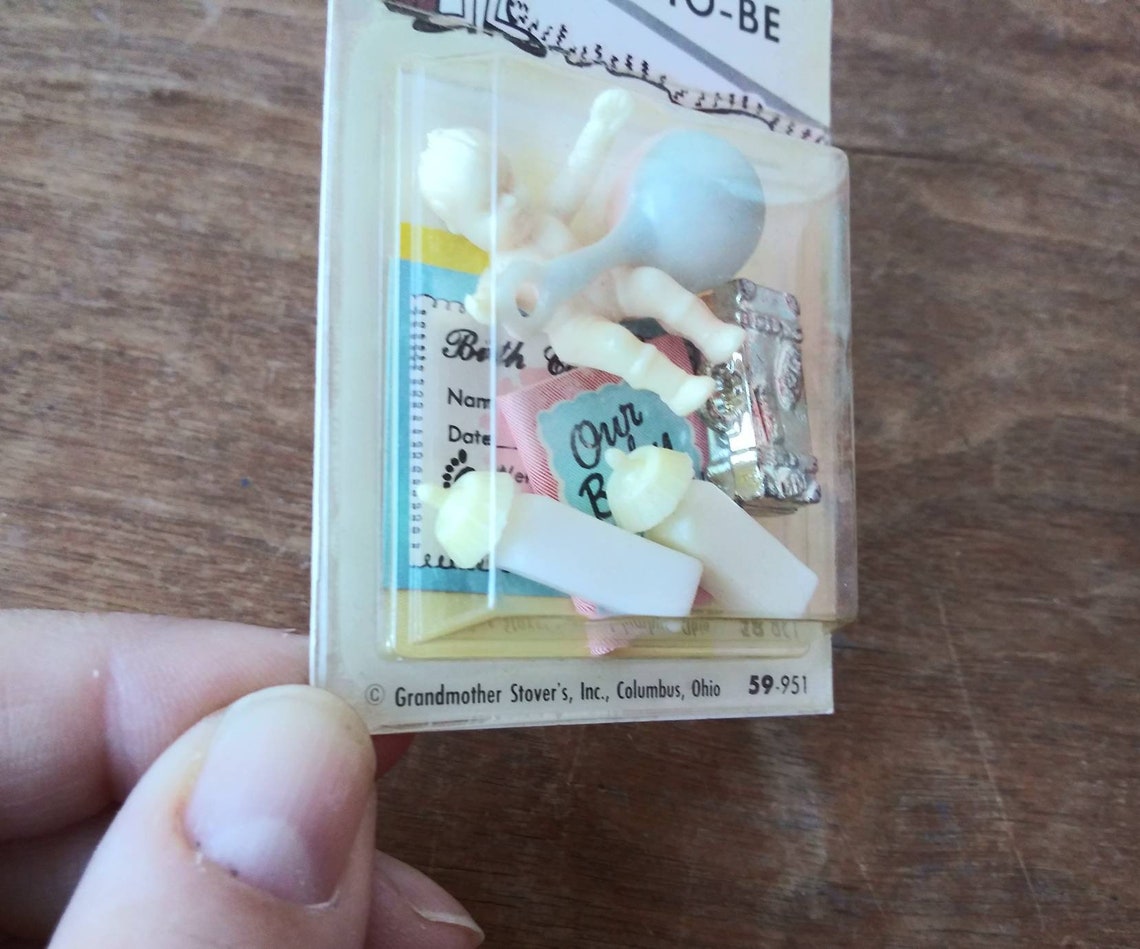 TO-BE
Birth
Name
Date
Our
© Grandmother Stover's, Inc., Columbus, Ohio 59-951